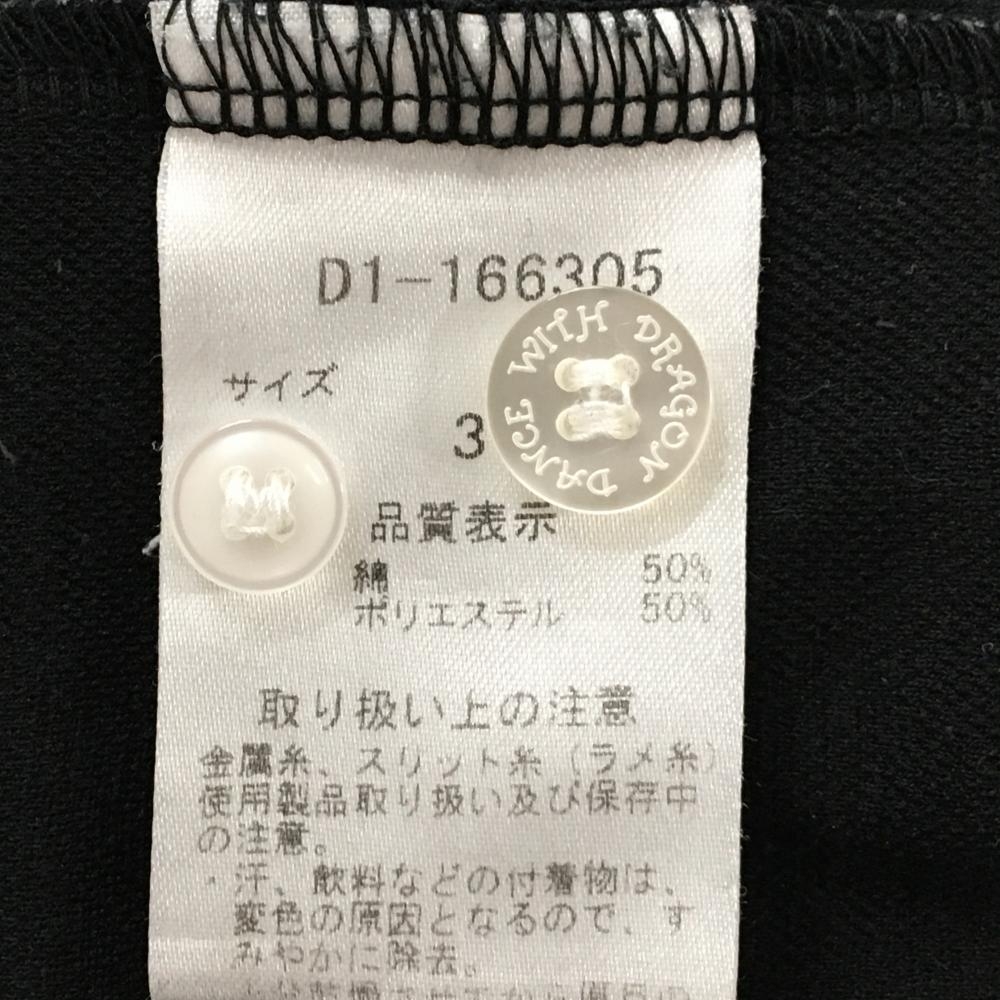 D1-166305
サイズ
3
DANCE WITH DRAGON
品質表示
綿 50%
ポリエステル 50%
取り扱い上の注意
金属糸、スリット糸（ラメ糸）
使用製品取り扱い及び保存中
の注意。
・汗、飲料などの付着物は、
変色の原因となるので、す
みやかに除去。